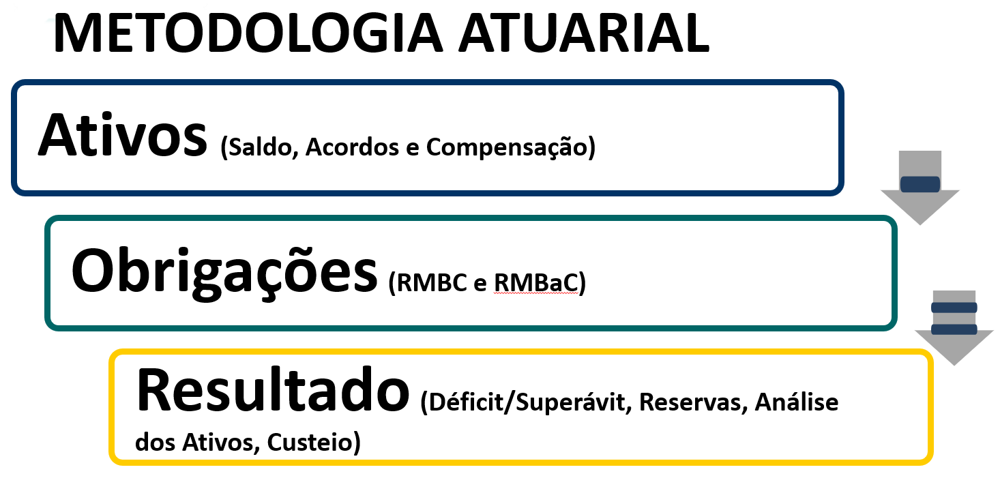 METODOLOGIA ATUARIAL
Ativos (Saldo, Acordos e Compensação)
Obrigações (RMBC e RMBaC)
Resultado (Déficit/Superávit, Reservas, Análise
dos Ativos, Custeio)